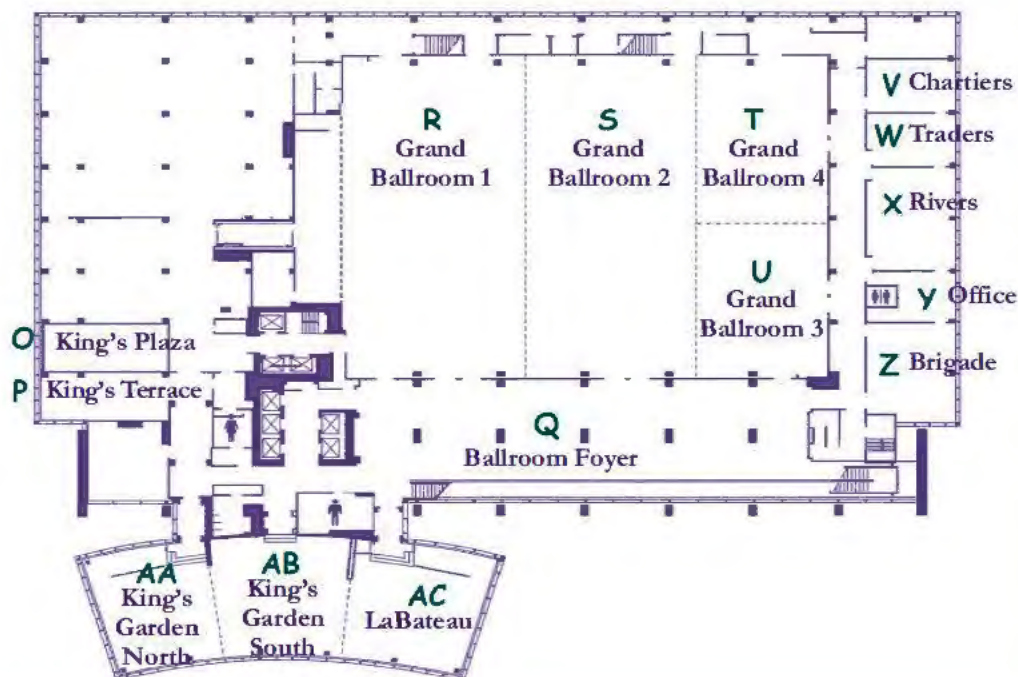 V Chartiers
R
S
T
W Traders
Grand
Ballroom 1
Grand
Ballroom 2
Grand
Ballroom 4
X Rivers
U
Grand
Ballroom 3
Y Office
O King's Plaza
P King's Terrace
Z Brigade
Q
Ballroom Foyer
AA
King's
Garden
North
AB
King's
Garden
South
AC
LaBateau